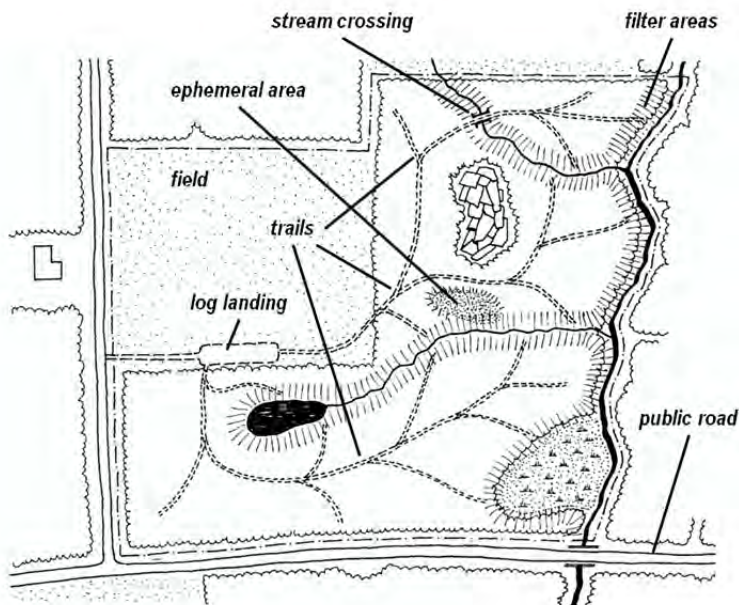 stream crossing
filter areas
ephemeral area
field
trails
log landing
public road